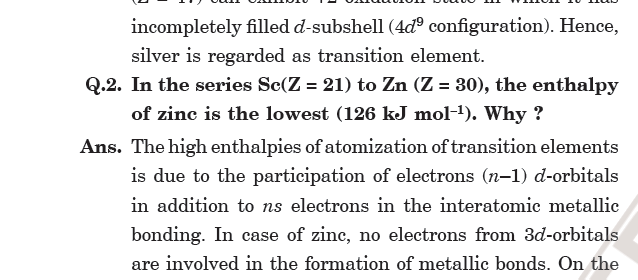 incompletely filled d-subshell (4d⁹ configuration). Hence,
silver is regarded as transition element.
Q.2. In the series Sc(Z = 21) to Zn (Z = 30), the enthalpy
of zinc is the lowest (126 kJ mol⁻¹). Why ?
Ans. The high enthalpies of atomization of transition elements
is due to the participation of electrons (n–1) d-orbitals
in addition to ns electrons in the interatomic metallic
bonding. In case of zinc, no electrons from 3d-orbitals
are involved in the formation of metallic bonds. On the